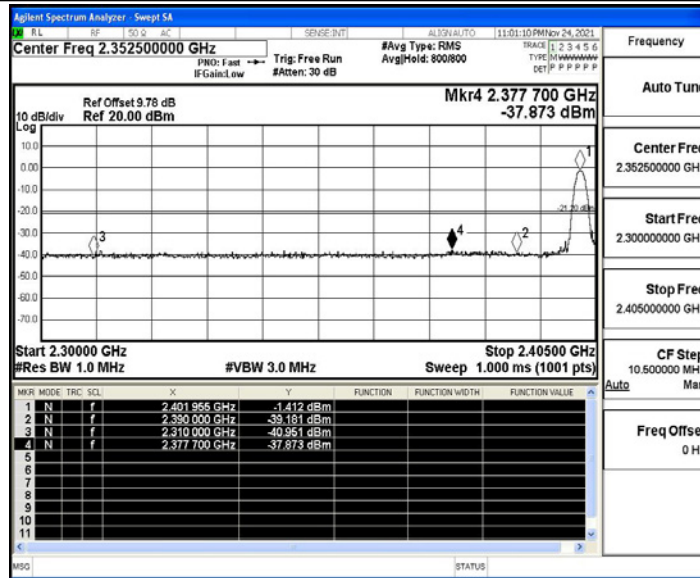 Agilent Spectrum Analyzer - Swept SA
RL RF 50 Ω AC SENSE:INT ALIGN AUTO 11:01:10 PM Nov 24, 2021
Center Freq 2.352500000 GHz
PNO: Fast
IFGain:Low
Trig: Free Run
#Atten: 30 dB
#Avg Type: RMS
Avg|Hold: 800/800
TRACE 1 2 3 4 5 6
TYPE M W W W W W
DET P P P P P P
Ref Offset 9.78 dB
10 dB/div Ref 20.00 dBm
Log
Mkr4 2.377 700 GHz
-37.873 dBm
10.0
0.00
-10.0
-20.0
-30.0
-40.0
-50.0
-60.0
-70.0
1
2
3
4
Start 2.30000 GHz Stop 2.40500 GHz
#Res BW 1.0 MHz #VBW 3.0 MHz Sweep 1.000 ms (1001 pts)
MKR MODE TRC SCL X Y FUNCTION FUNCTION WIDTH FUNCTION VALUE
1 N f 2.401 955 GHz -1.412 dBm
2 N f 2.390 000 GHz -39.181 dBm
3 N f 2.310 000 GHz -40.951 dBm
4 N f 2.377 700 GHz -37.873 dBm
5
6
7
8
9
10
11
MSG STATUS
Frequency
Auto Tun
Center Fre
2.352500000 GH
Start Fre
2.300000000 GH
Stop Fre
2.405000000 GH
CF Step
10.500000 MH
Auto Ma
Freq Offse
0 H